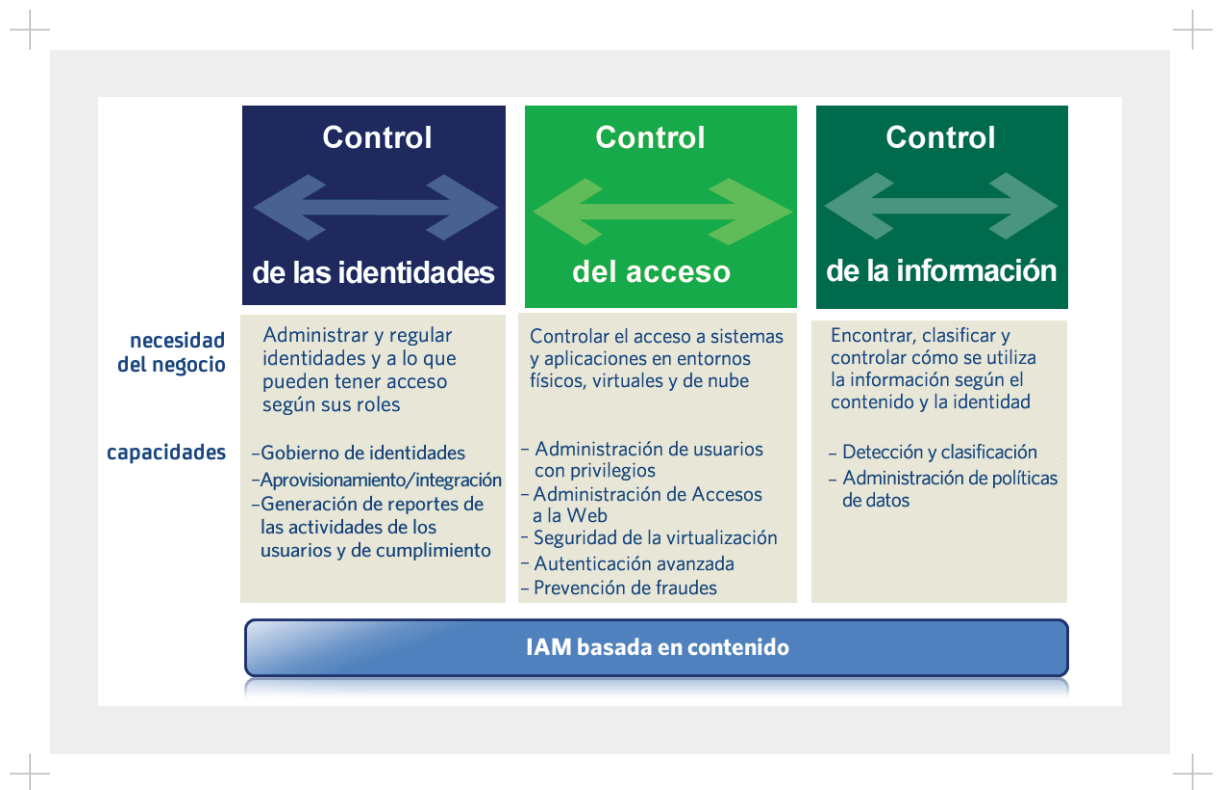 Control
de las identidades
Control
del acceso
Control
de la información
necesidad
del negocio
Administrar y regular
identidades y a lo que
pueden tener acceso
según sus roles
Controlar el acceso a sistemas
y aplicaciones en entornos
físicos, virtuales y de nube
Encontrar, clasificar y
controlar cómo se utiliza
la información según el
contenido y la identidad
capacidades
–Gobierno de identidades
–Aprovisionamiento/integración
–Generación de reportes de
las actividades de los
usuarios y de cumplimiento
– Administración de usuarios
con privilegios
– Administración de Accesos
a la Web
– Seguridad de la virtualización
– Autenticación avanzada
– Prevención de fraudes
– Detección y clasificación
– Administración de políticas
de datos
IAM basada en contenido